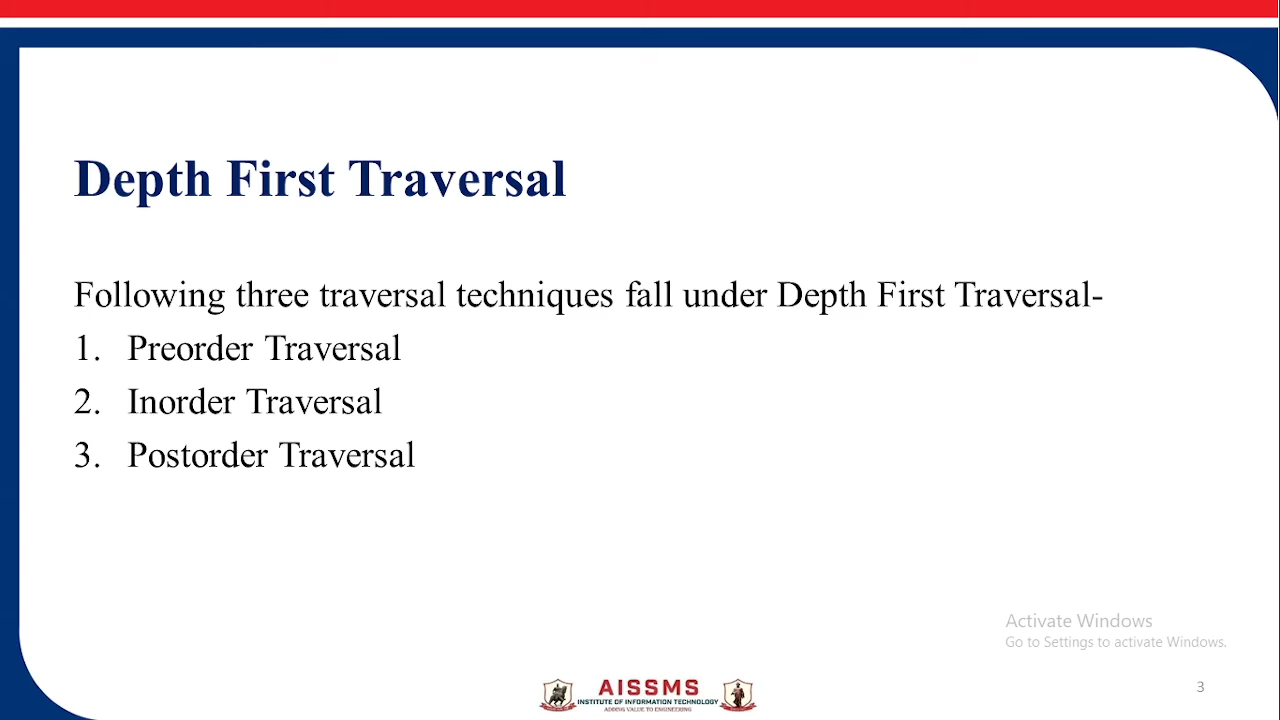 Depth First Traversal
Following three traversal techniques fall under Depth First Traversal-
1. Preorder Traversal
2. Inorder Traversal
3. Postorder Traversal
Activate Windows
Go to Settings to activate Windows.
AISSMS
INSTITUTE OF INFORMATION TECHNOLOGY
ADDING VALUE TO ENGINEERING
3